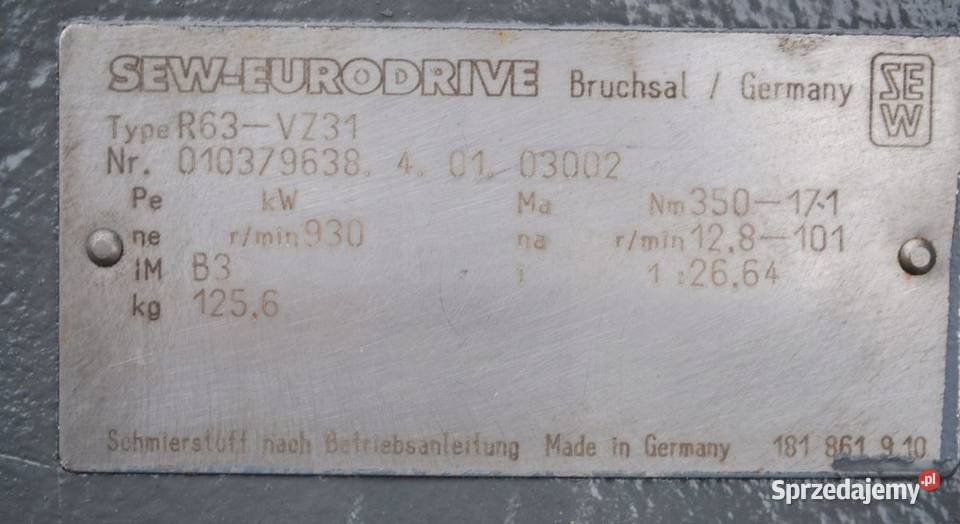 SEW-EURODRIVE Bruchsal / Germany SEW
Type R63-VZ31
Nr. 010379638. 4. 01. 03002
Pe kW Ma Nm 350-171
ne r/min 930 na r/min 12,8-101
IM B3 i 1 :26,64
kg 125,6
Schmierstoff nach Betriebsanleitung Made in Germany 181 861 9.10
Sprzedajemy.pl